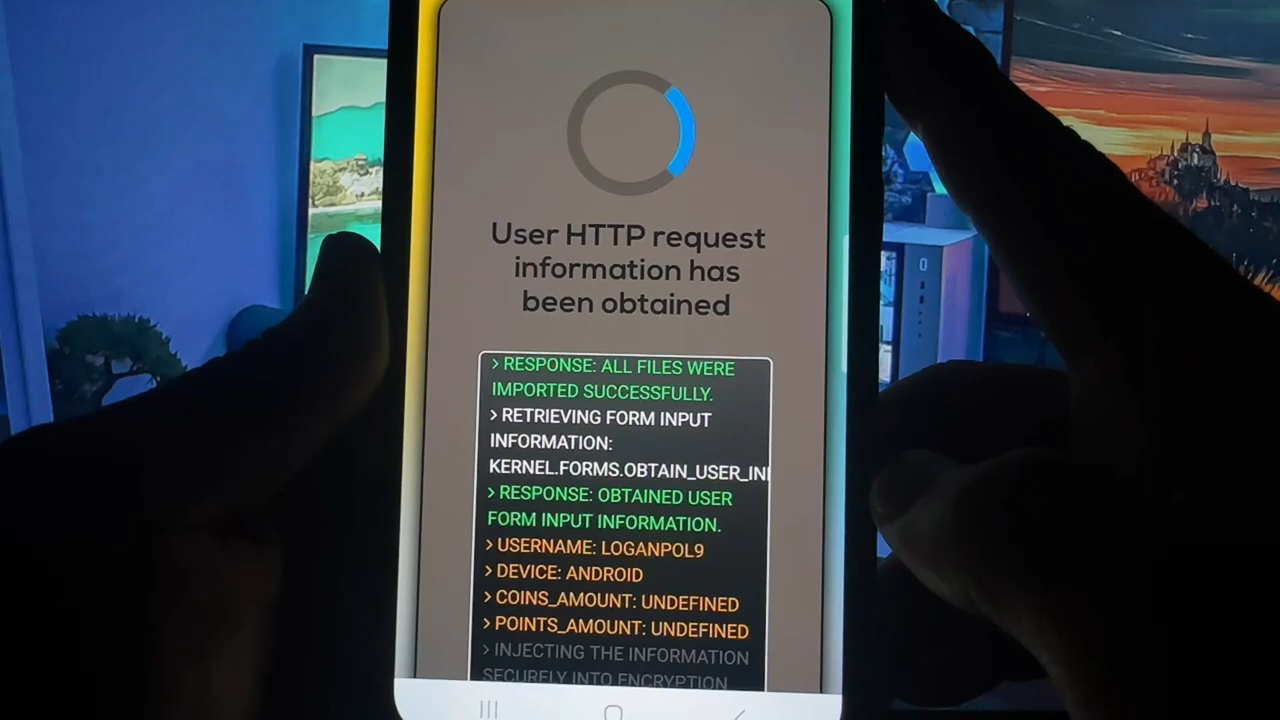 User HTTP request
information has
been obtained
> RESPONSE: ALL FILES WERE
IMPORTED SUCCESSFULLY.
> RETRIEVING FORM INPUT
INFORMATION:
KERNEL.FORMS.OBTAIN_USER_IN
> RESPONSE: OBTAINED USER
FORM INPUT INFORMATION.
> USERNAME: LOGANPOL9
> DEVICE: ANDROID
> COINS_AMOUNT: UNDEFINED
> POINTS_AMOUNT: UNDEFINED
> INJECTING THE INFORMATION
SECURELY INTO ENCRYPTION